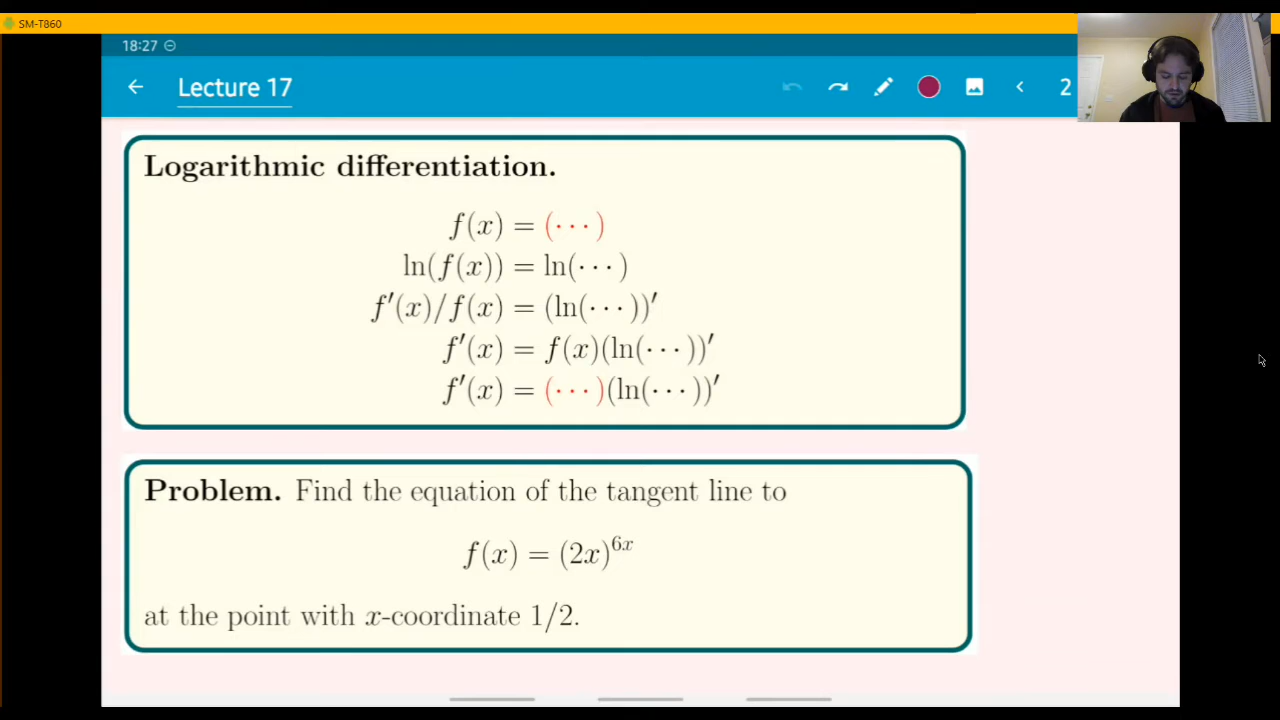 SM-T860
18:27
Lecture 17
2
Logarithmic differentiation.
f(x) = (···)
ln(f(x)) = ln(···)
f′(x)/f(x) = (ln(···))′
f′(x) = f(x)(ln(···))′
f′(x) = (···)(ln(···))′
Problem. Find the equation of the tangent line to
f(x) = (2x)^{6x}
at the point with x-coordinate 1/2.